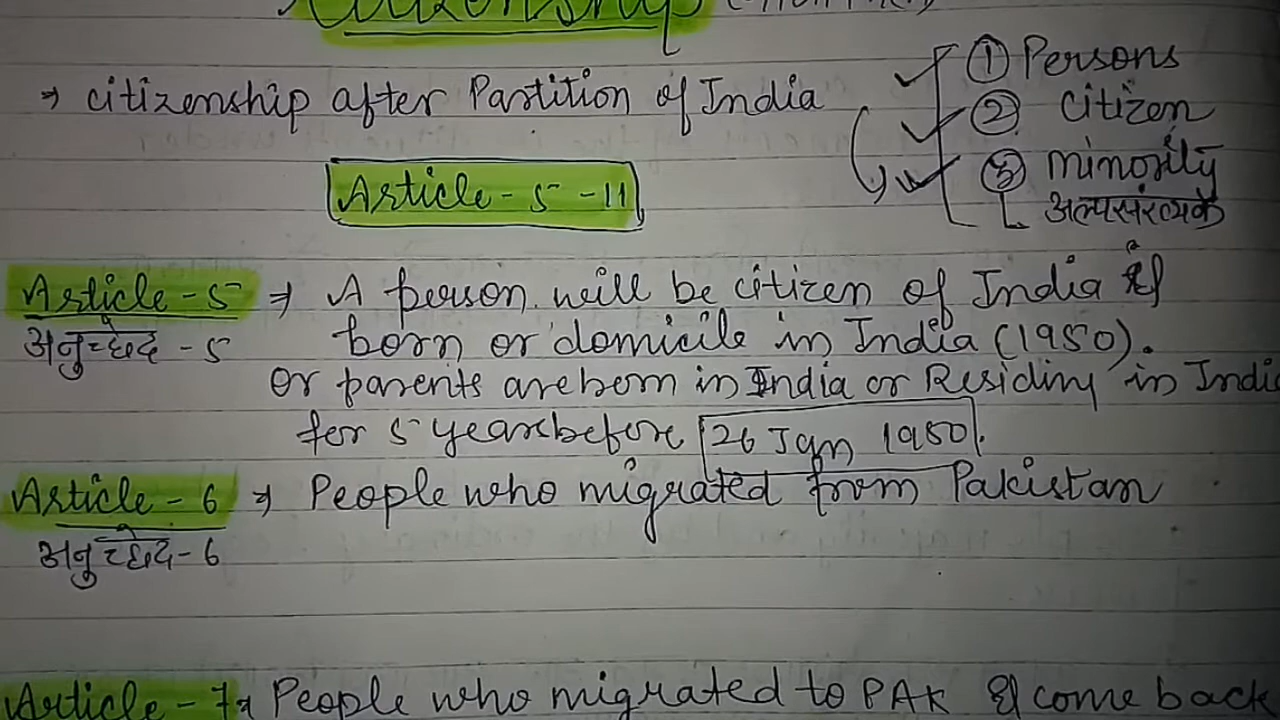 Citizenship
⇒ citizenship after Partition of India
① Persons
② Citizen
③ minority
अल्पसंख्यक
Article - 5 - 11
Article - 5 ⇒ A person will be citizen of India if
अनुच्छेद - 5 born or domicile in India (1950).
or parents are born in India or Residing in Indi
for 5 years before 26 Jan 1950.
Article - 6 ⇒ People who migrated from Pakistan
अनुच्छेद - 6
Article - 7 ⇒ People who migrated to PAK & come back